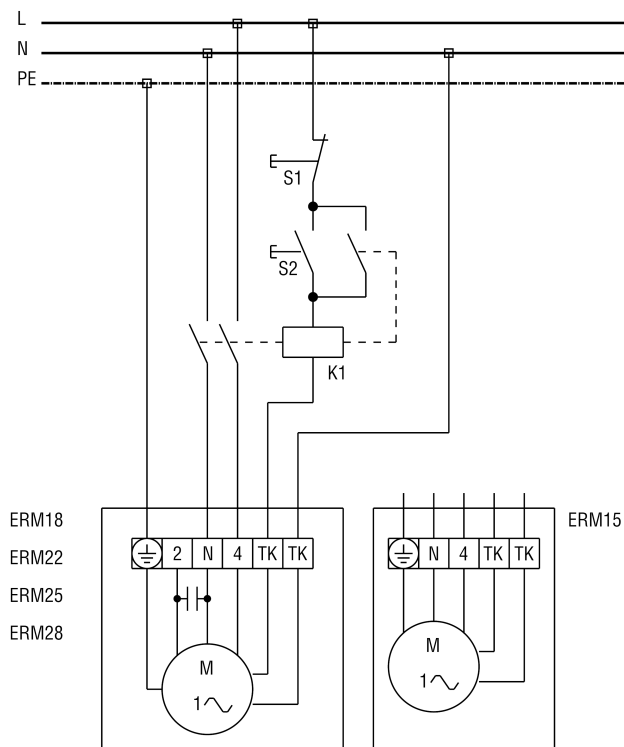 L
N
PE
S1
S2
K1
ERM18
ERM22
ERM25
ERM28
2 N 4 TK TK
M
1
ERM15
N 4 TK TK
M
1